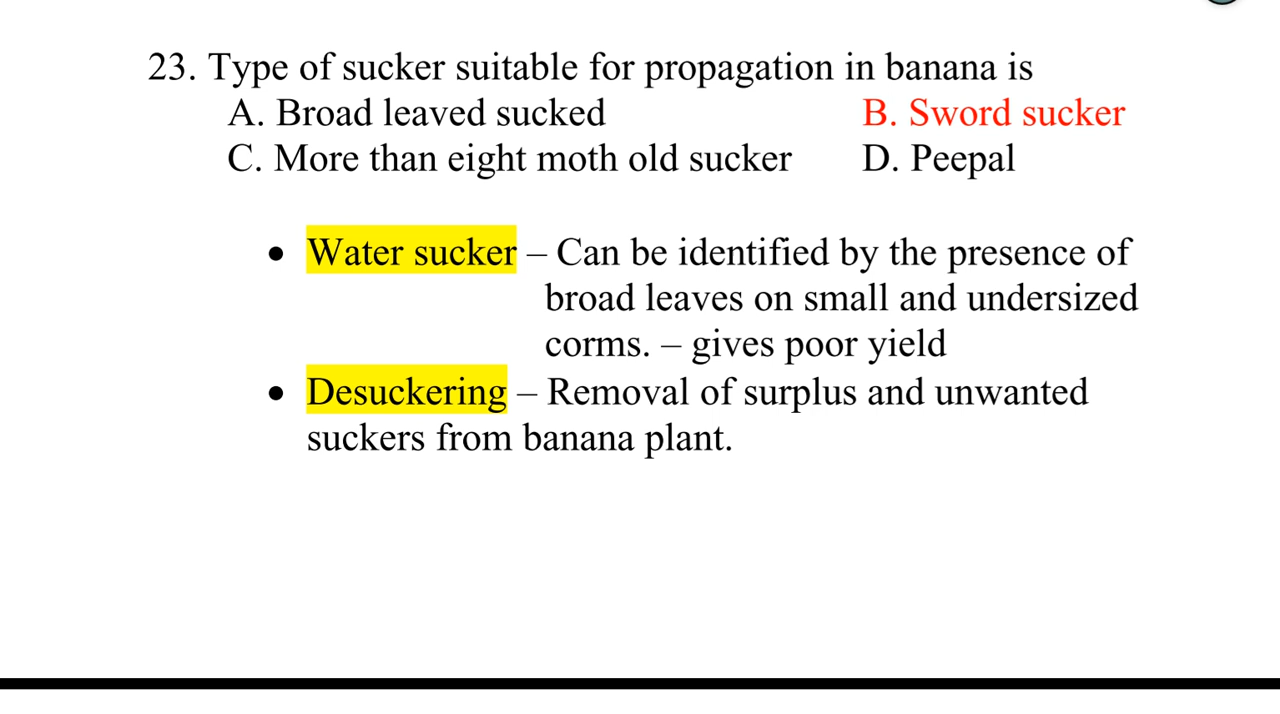 23. Type of sucker suitable for propagation in banana is
A. Broad leaved sucked B. Sword sucker
C. More than eight moth old sucker D. Peepal
• Water sucker – Can be identified by the presence of
broad leaves on small and undersized
corms. – gives poor yield
• Desuckering – Removal of surplus and unwanted
suckers from banana plant.